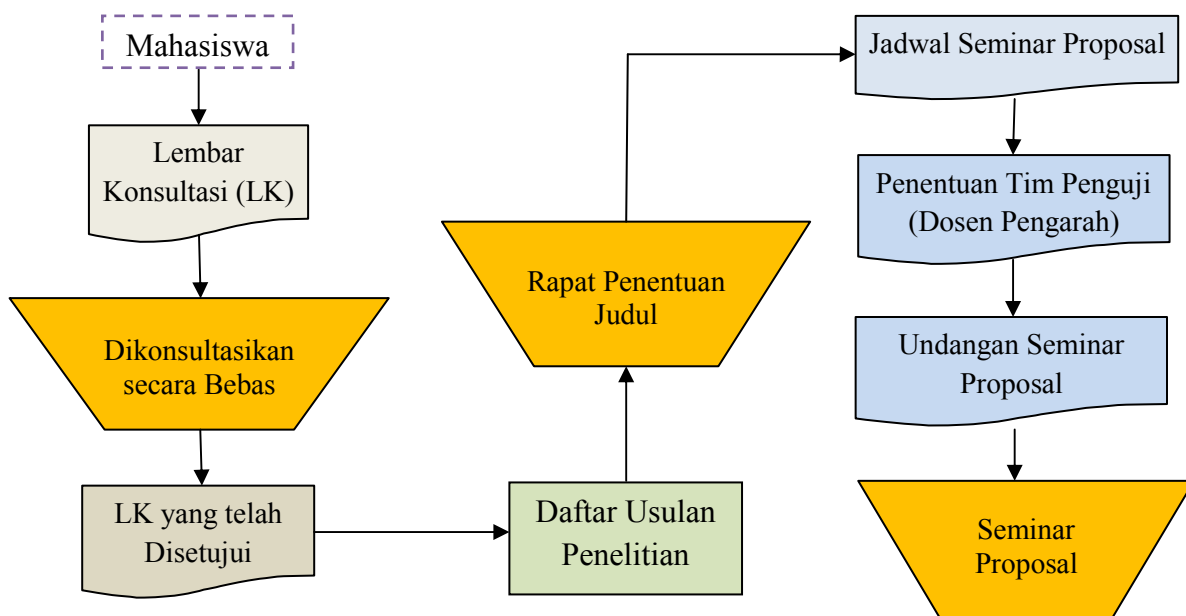 Mahasiswa
Lembar
Konsultasi (LK)
Dikonsultasikan
secara Bebas
LK yang telah
Disetujui
Daftar Usulan
Penelitian
Rapat Penentuan
Judul
Jadwal Seminar Proposal
Penentuan Tim Penguji
(Dosen Pengarah)
Undangan Seminar
Proposal
Seminar
Proposal